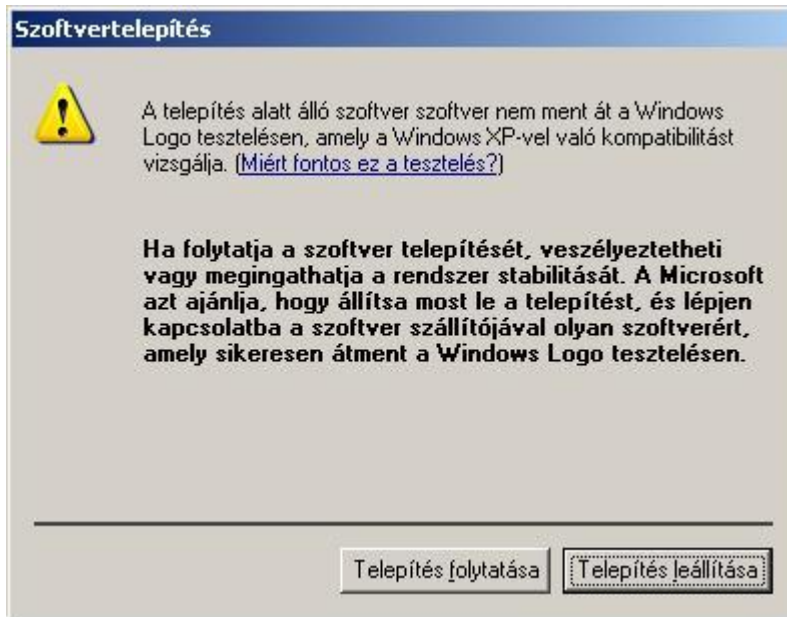 Szoftvertelepítés
A telepítés alatt álló szoftver szoftver nem ment át a Windows
Logo tesztelésen, amely a Windows XP-vel való kompatibilitást
vizsgálja. (Miért fontos ez a tesztelés?)
Ha folytatja a szoftver telepítését, veszélyeztetheti
vagy megingathatja a rendszer stabilitását. A Microsoft
azt ajánlja, hogy állítsa most le a telepítést, és lépjen
kapcsolatba a szoftver szállítójával olyan szoftverért,
amely sikeresen átment a Windows Logo tesztelésen.
Telepítés folytatása Telepítés leállítása